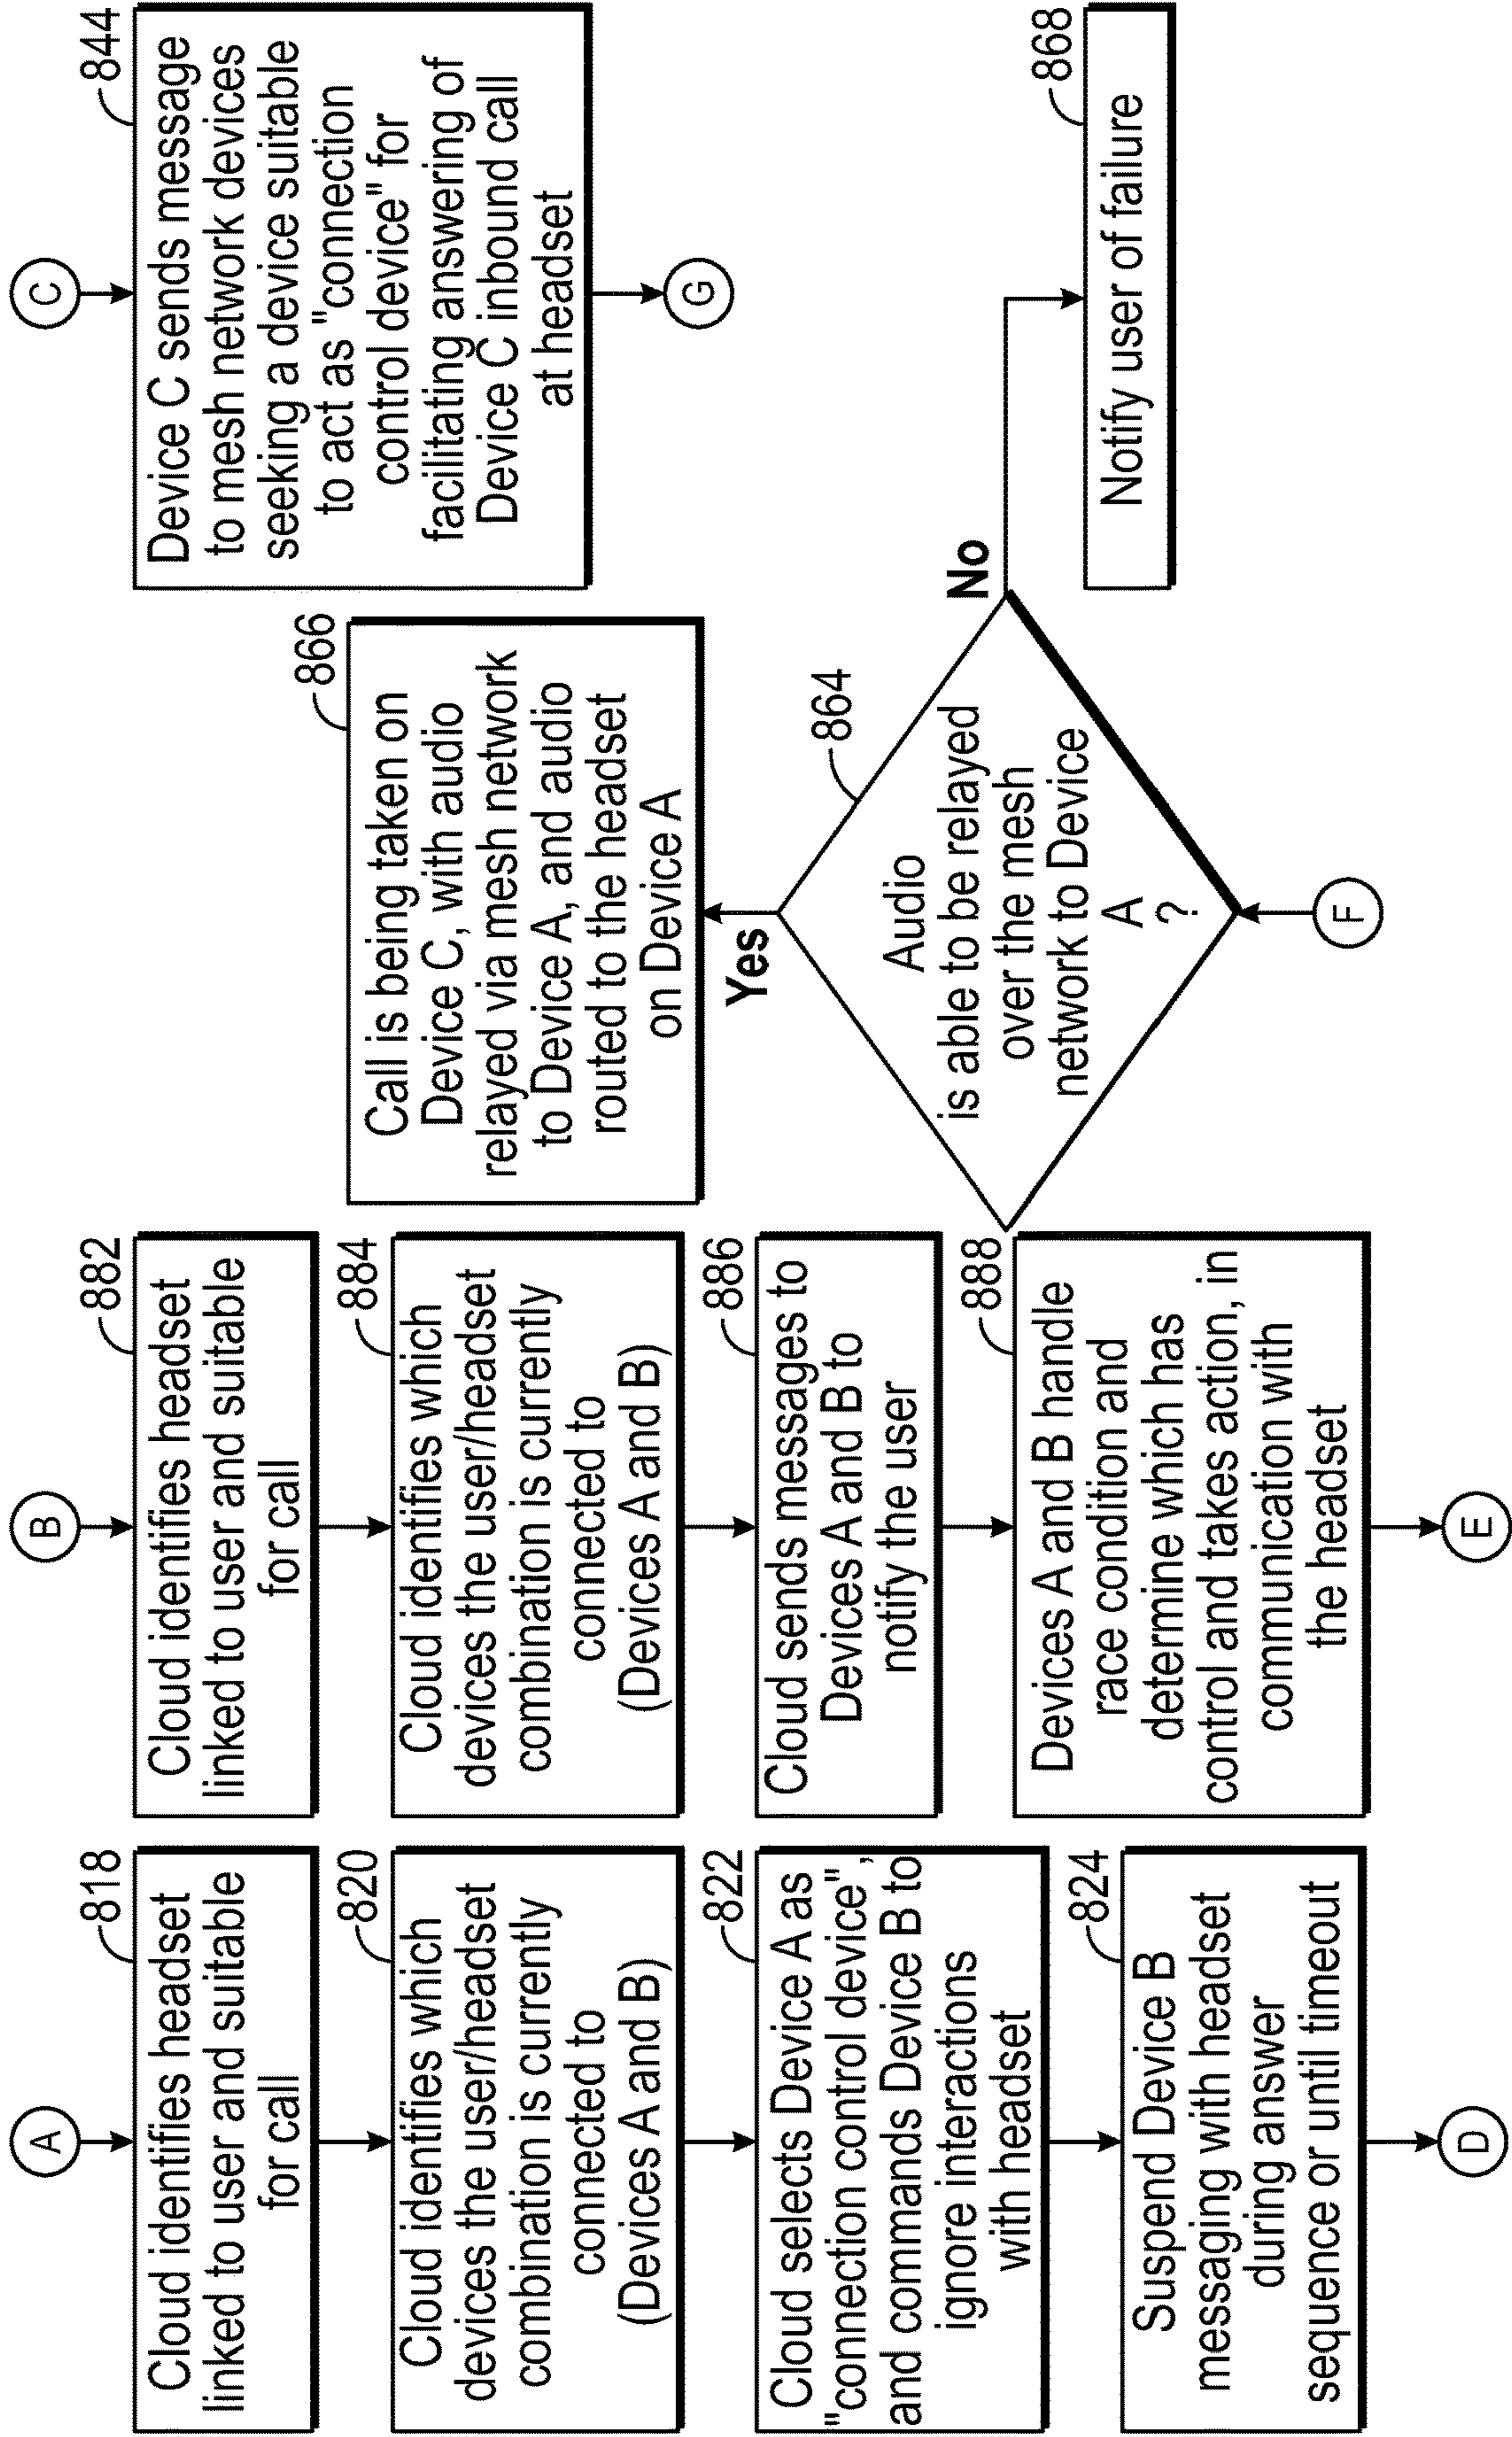 A
818
Cloud identifies headset
linked to user and suitable
for call
820
Cloud identifies which
devices the user/headset
combination is currently
connected to
(Devices A and B)
822
Cloud selects Device A as
"connection control device",
and commands Device B to
ignore interactions
with headset
824
Suspend Device B
messaging with headset
during answer
sequence or until timeout
D
B
882
Cloud identifies headset
linked to user and suitable
for call
884
Cloud identifies which
devices the user/headset
combination is currently
connected to
(Devices A and B)
886
Cloud sends messages to
Devices A and B to
notify the user
888
Devices A and B handle
race condition and
determine which has
control and takes action, in
communication with
the headset
E
866
Call is being taken on
Device C, with audio
relayed via mesh network
to Device A, and audio
routed to the headset
on Device A
Yes
864
Audio
is able to be relayed
over the mesh
network to Device
A
?
F
No
C
844
Device C sends message
to mesh network devices
seeking a device suitable
to act as "connection
control device" for
facilitating answering of
Device C inbound call
at headset
G
868
Notify user of failure